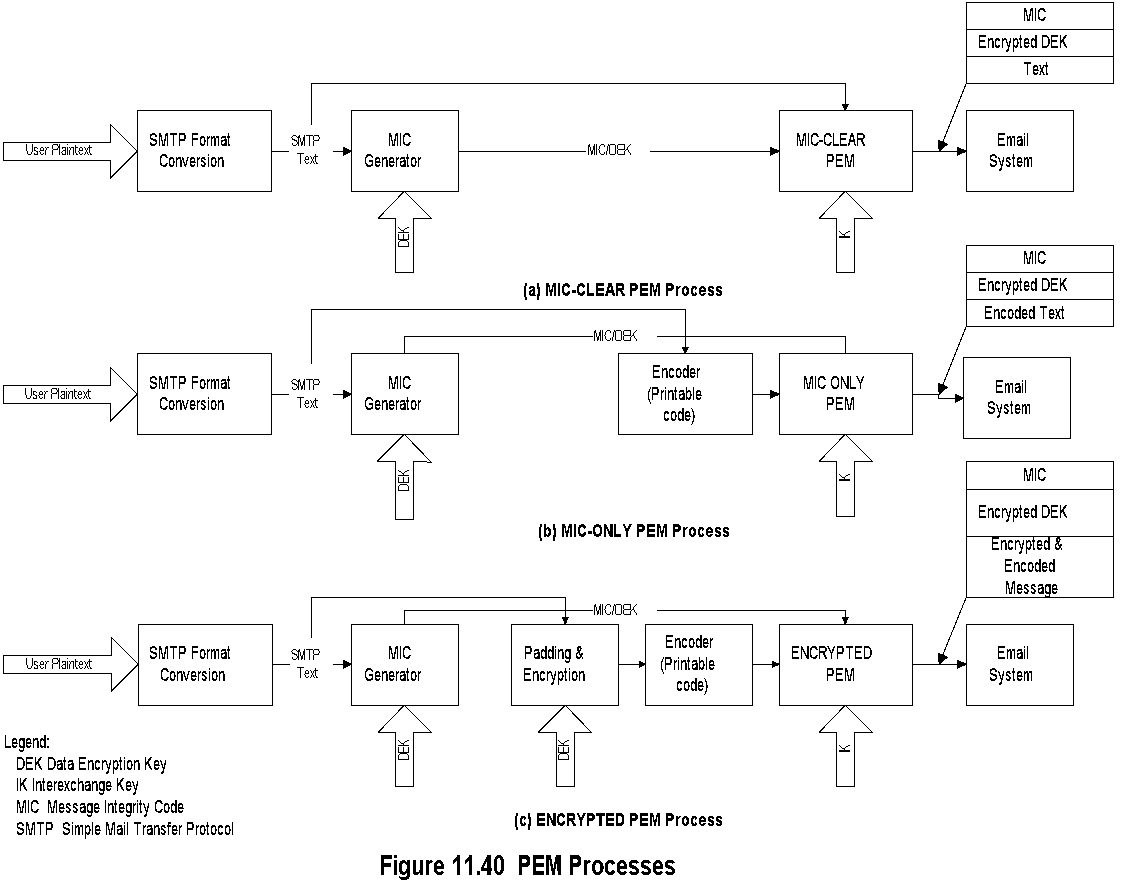 MIC
Encrypted DEK
Text
User Plaintext
SMTP Format
Conversion
SMTP
Text
MIC
Generator
MIC/DEK
MIC-CLEAR
PEM
Email
System
DEK
IK
(a) MIC-CLEAR PEM Process
MIC
Encrypted DEK
Encoded Text
MIC/DEK
User Plaintext
SMTP Format
Conversion
SMTP
Text
MIC
Generator
Encoder
(Printable
code)
MIC ONLY
PEM
Email
System
DEK
IK
(b) MIC-ONLY PEM Process
MIC
Encrypted DEK
Encrypted &
Encoded
Message
MIC/DEK
User Plaintext
SMTP Format
Conversion
SMTP
Text
MIC
Generator
Padding &
Encryption
Encoder
(Printable
code)
ENCRYPTED
PEM
Email
System
DEK
DEK
IK
Legend:
DEK Data Encryption Key
IK Interexchange Key
MIC Message Integrity Code
SMTP Simple Mail Transfer Protocol
(c) ENCRYPTED PEM Process
Figure 11.40 PEM Processes